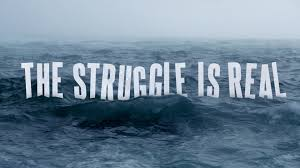 THE STRUGGLE IS REAL